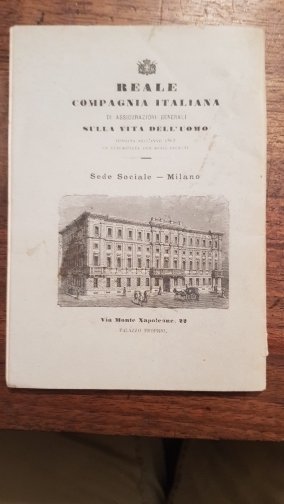 REALE
COMPAGNIA ITALIANA
DI ASSICURAZIONI GENERALI
SULLA VITA DELL'UOMO
Sede Sociale — Milano
Via Monte Napoleone, 22
PALAZZO PROPRIO.